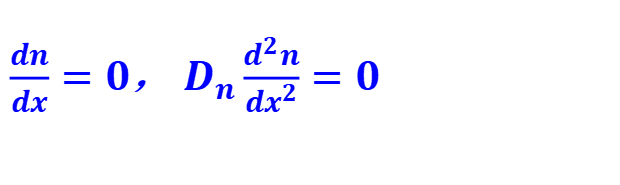 dn/dx = 0, D_n d²n/dx² = 0